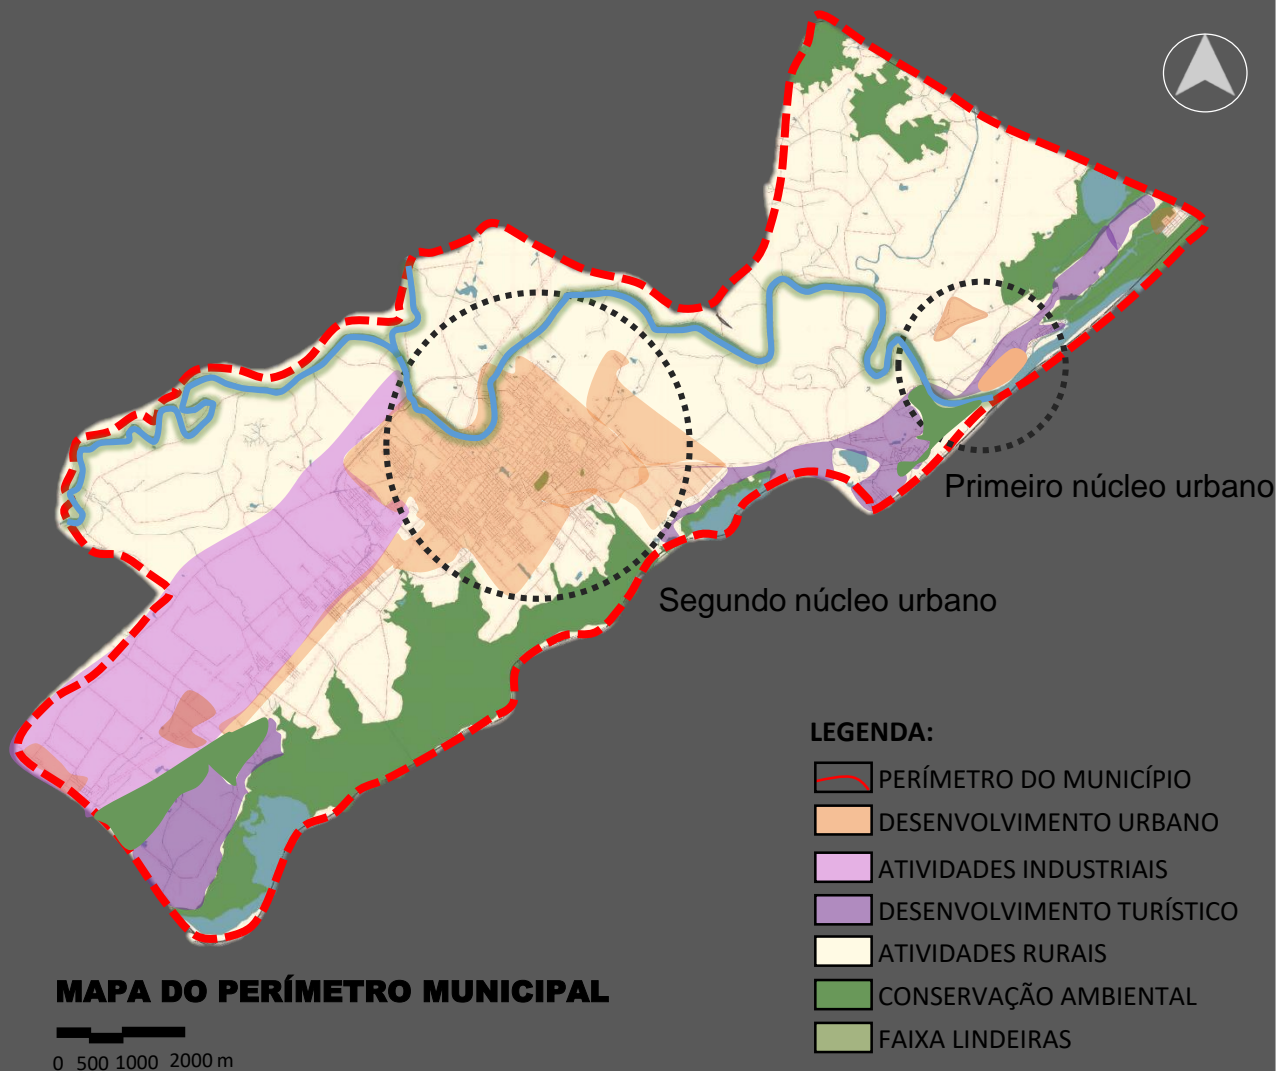 Primeiro núcleo urbano
Segundo núcleo urbano
LEGENDA:
PERÍMETRO DO MUNICÍPIO
DESENVOLVIMENTO URBANO
ATIVIDADES INDUSTRIAIS
DESENVOLVIMENTO TURÍSTICO
ATIVIDADES RURAIS
CONSERVAÇÃO AMBIENTAL
FAIXA LINDEIRAS
MAPA DO PERÍMETRO MUNICIPAL
0 500 1000 2000 m